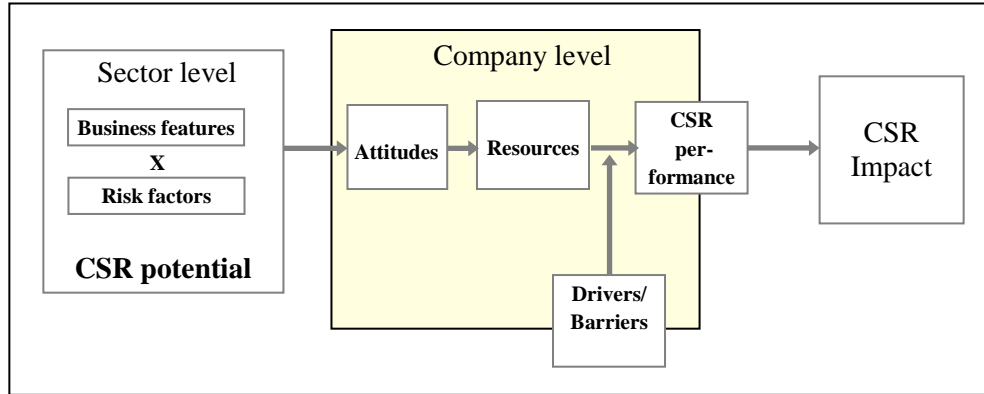 Sector level
Business features
X
Risk factors
CSR potential
Company level
Attitudes
Resources
CSR
per-
formance
Drivers/
Barriers
CSR
Impact